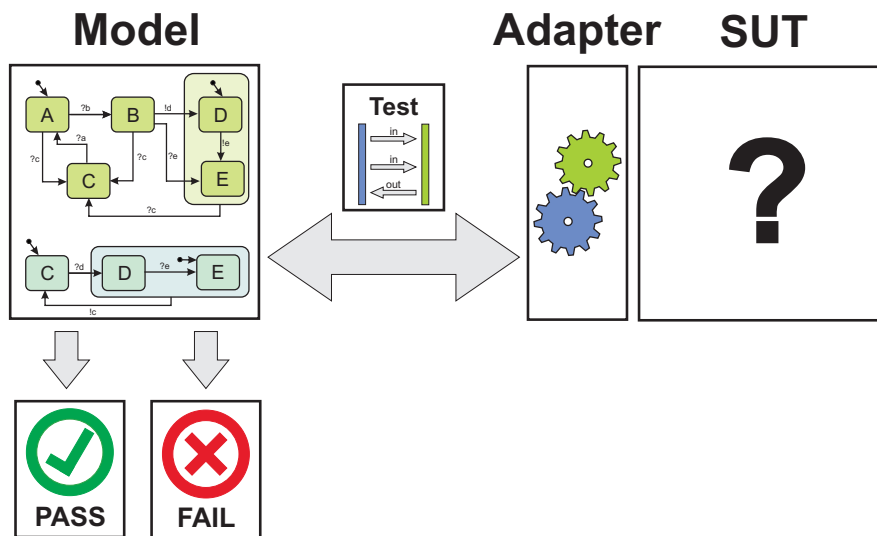 Model
Adapter
SUT
A
?b
B
!d
D
?a
?c
?c
?e
!e
C
E
?c
C
?d
D
?e
E
!c
Test
in
in
out
?
PASS
FAIL